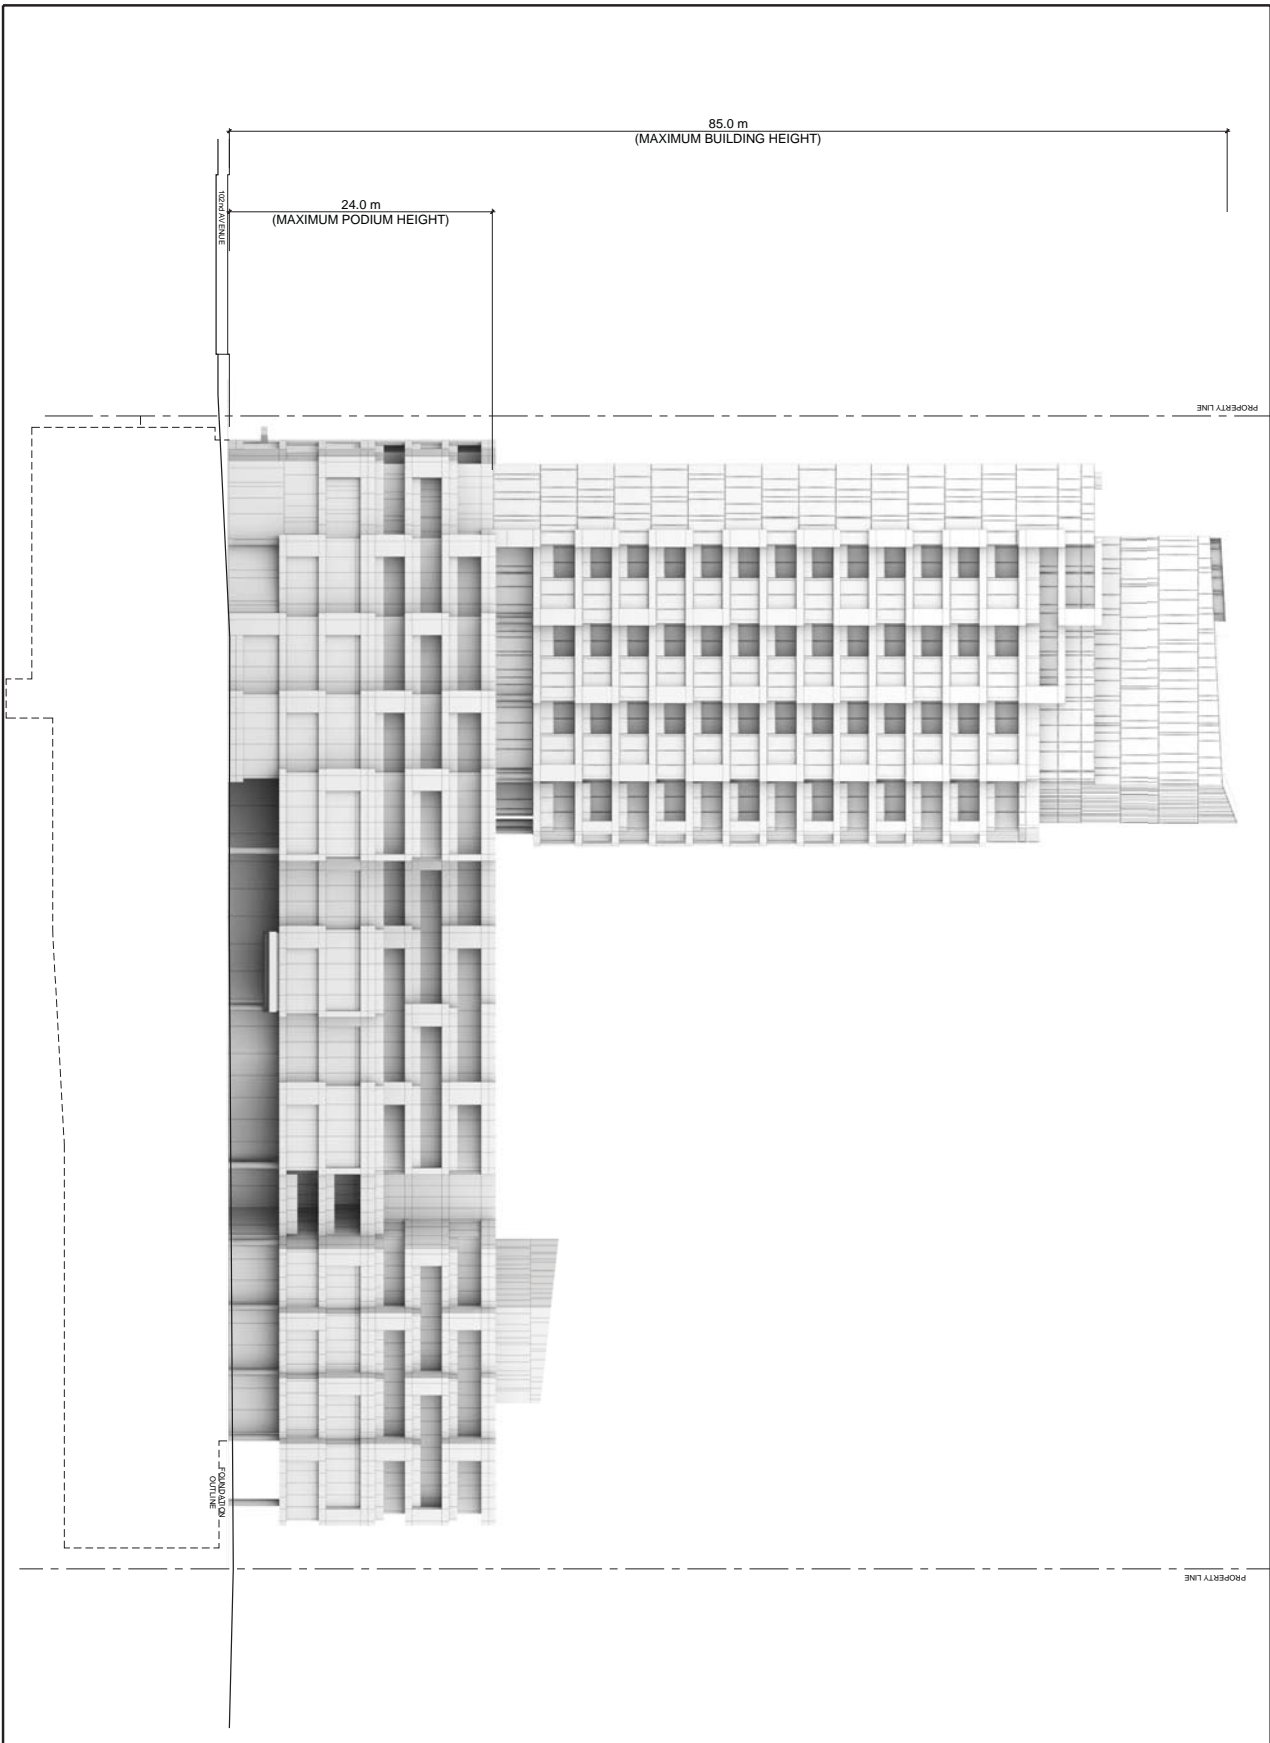 85.0 m
(MAXIMUM BUILDING HEIGHT)
24.0 m
(MAXIMUM PODIUM HEIGHT)
102nd AVENUE
PROPERTY LINE
FOUNDATION
OUTLINE
PROPERTY LINE